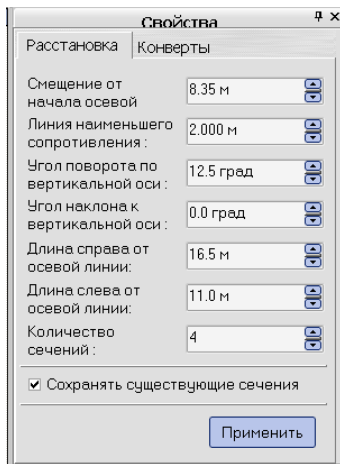 Свойства
Расстановка Конверты
Смещение от
начала осевой
8.35 м
Линия наименьшего
сопротивления :
2.000 м
Угол поворота по
вертикальной оси :
12.5 град
Угол наклона к
вертикальной оси :
0.0 град
Длина справа от
осевой линии:
16.5 м
Длина слева от
осевой линии:
11.0 м
Количество
сечений :
4
Сохранять существующие сечения
Применить